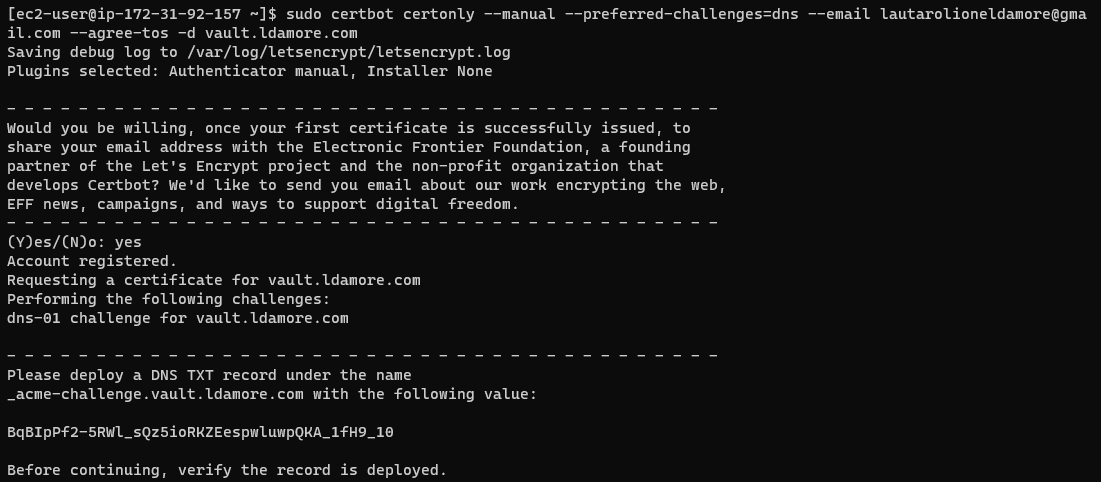 [ec2-user@ip-172-31-92-157 ~]$ sudo certbot certonly --manual --preferred-challenges=dns --email lautarolioneldamore@gma
il.com --agree-tos -d vault.ldamore.com
Saving debug log to /var/log/letsencrypt/letsencrypt.log
Plugins selected: Authenticator manual, Installer None
- - - - - - - - - - - - - - - - - - - - - - - - - - - - - - - - - - - - - - - -
Would you be willing, once your first certificate is successfully issued, to
share your email address with the Electronic Frontier Foundation, a founding
partner of the Let's Encrypt project and the non-profit organization that
develops Certbot? We'd like to send you email about our work encrypting the web,
EFF news, campaigns, and ways to support digital freedom.
- - - - - - - - - - - - - - - - - - - - - - - - - - - - - - - - - - - - - - - -
(Y)es/(N)o: yes
Account registered.
Requesting a certificate for vault.ldamore.com
Performing the following challenges:
dns-01 challenge for vault.ldamore.com
- - - - - - - - - - - - - - - - - - - - - - - - - - - - - - - - - - - - - - - -
Please deploy a DNS TXT record under the name
_acme-challenge.vault.ldamore.com with the following value:
BqBIpPf2-5RWl_sQz5ioRKZEespwluwpQKA_1fH9_10
Before continuing, verify the record is deployed.